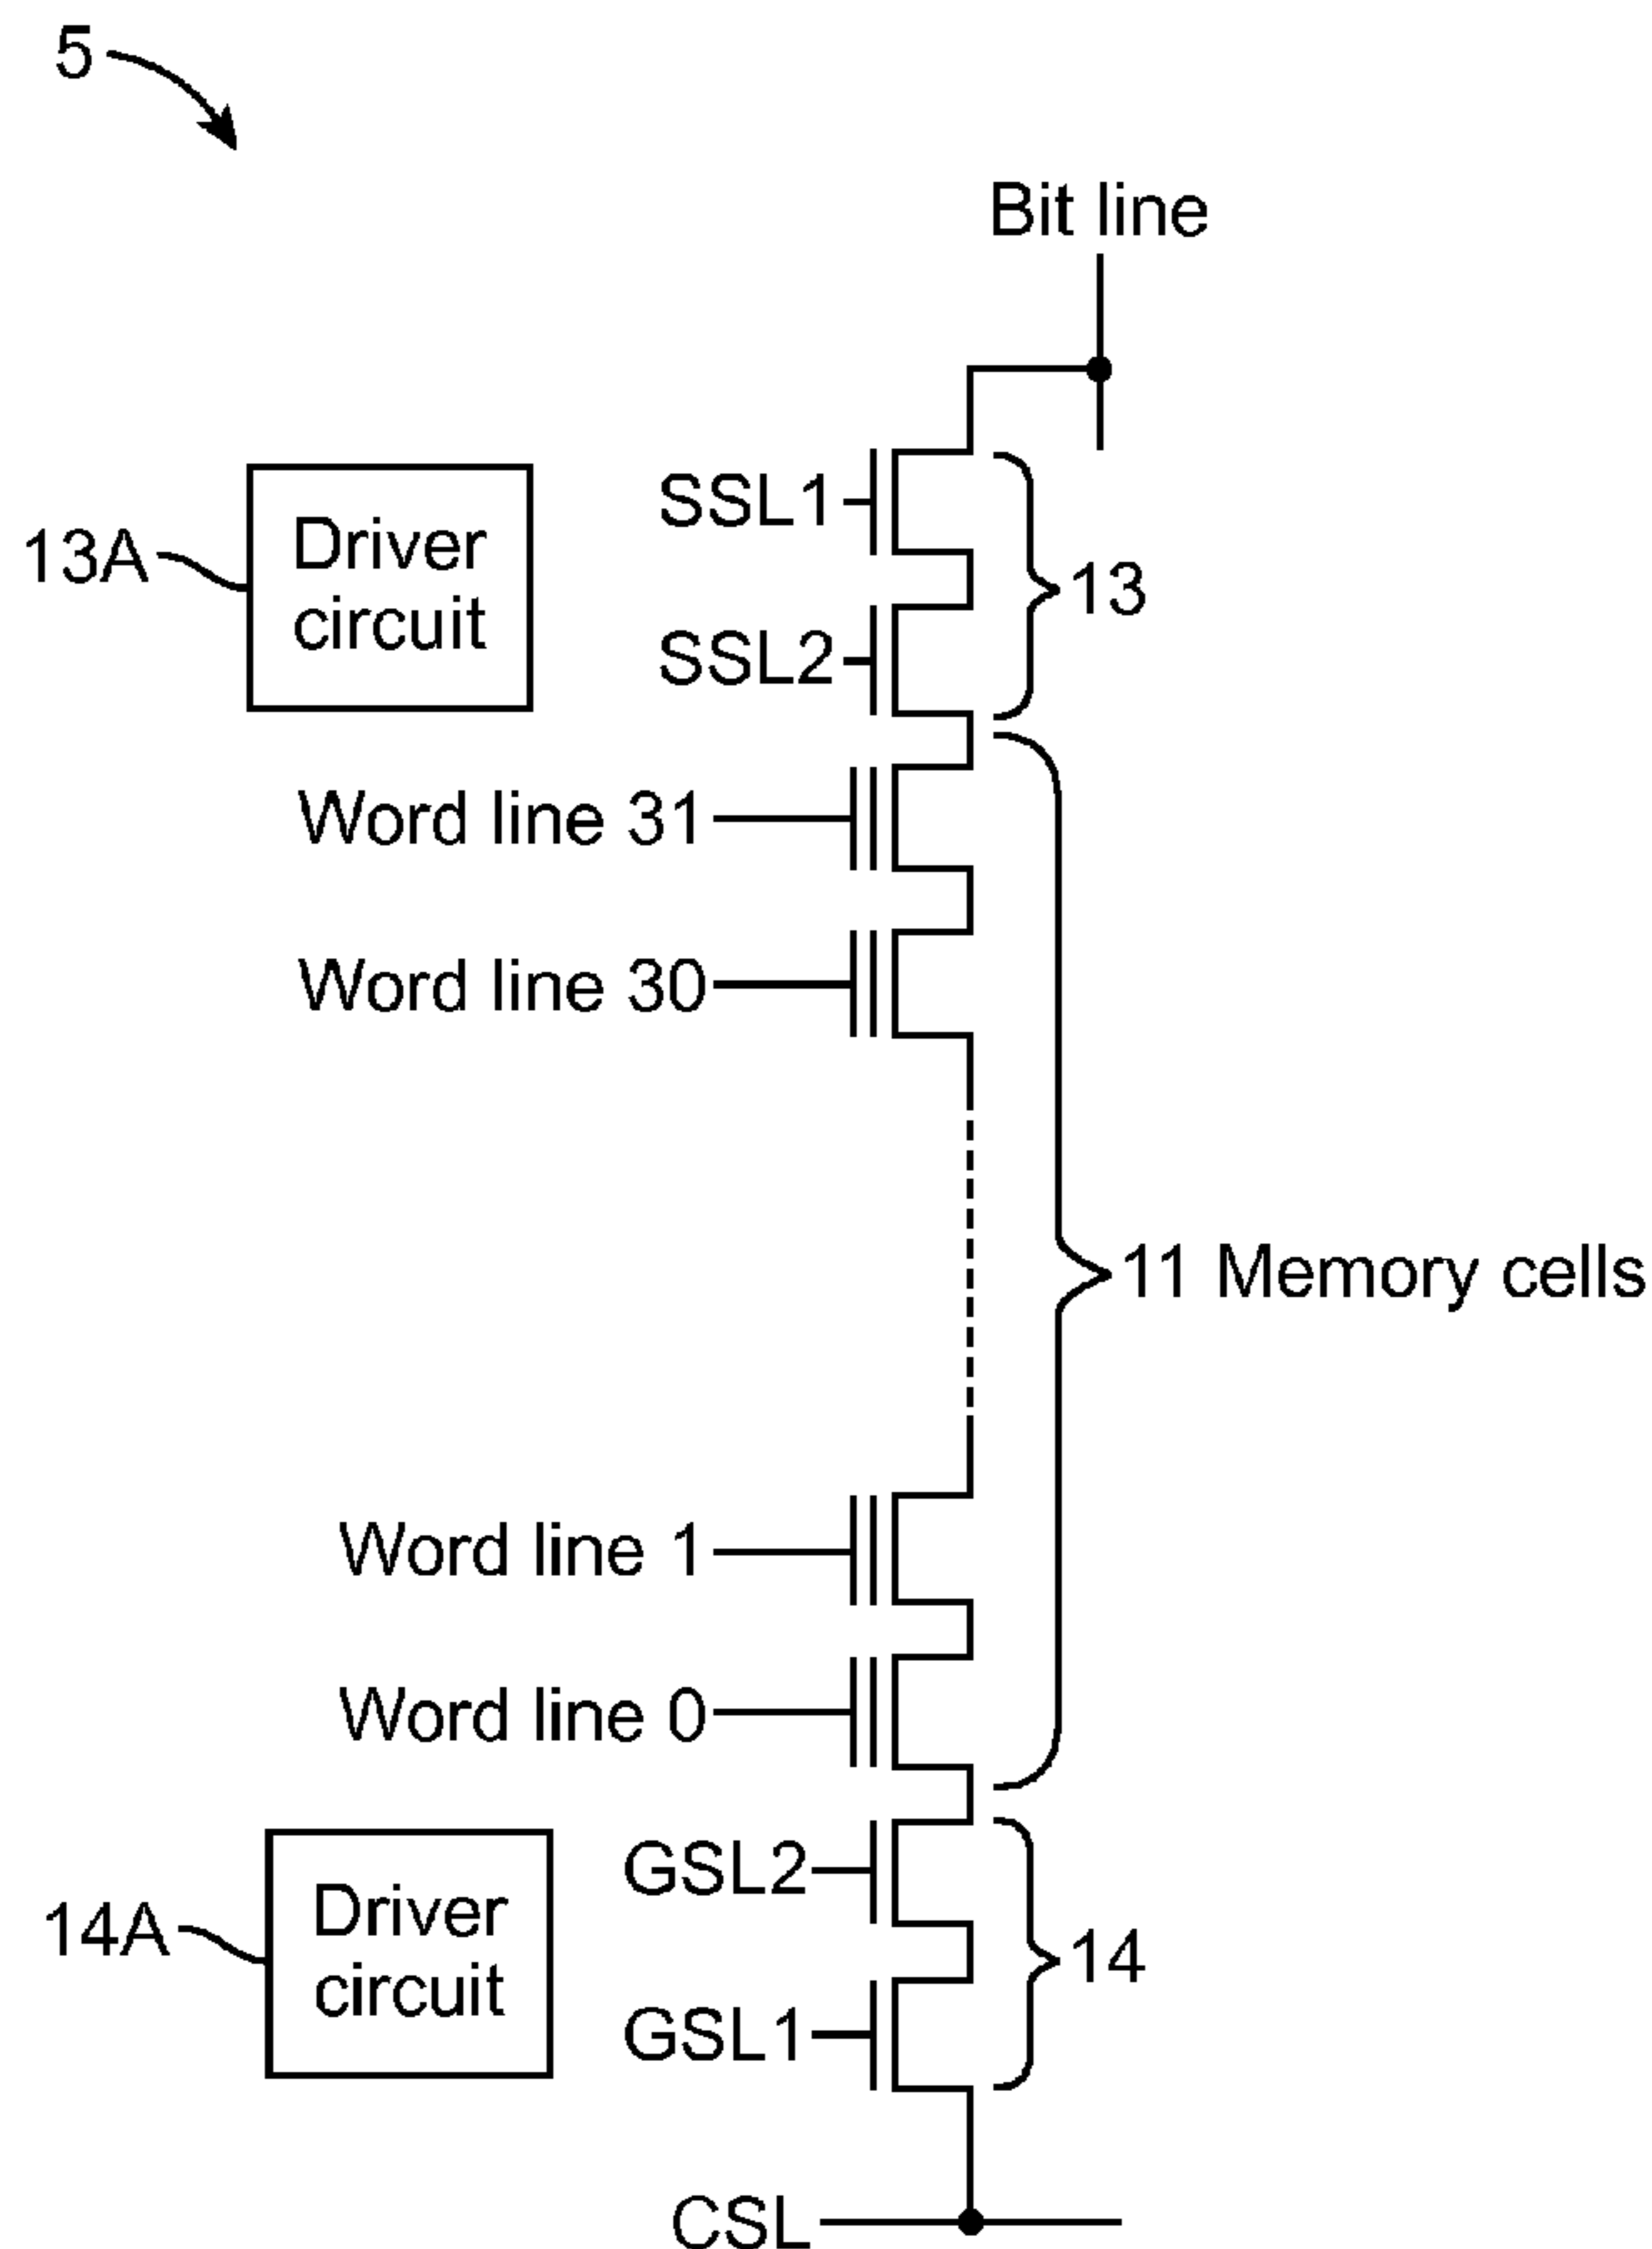 5
Bit line
SSL1
13A
Driver
circuit
13
SSL2
Word line 31
Word line 30
11 Memory cells
Word line 1
Word line 0
GSL2
14A
Driver
circuit
14
GSL1
CSL